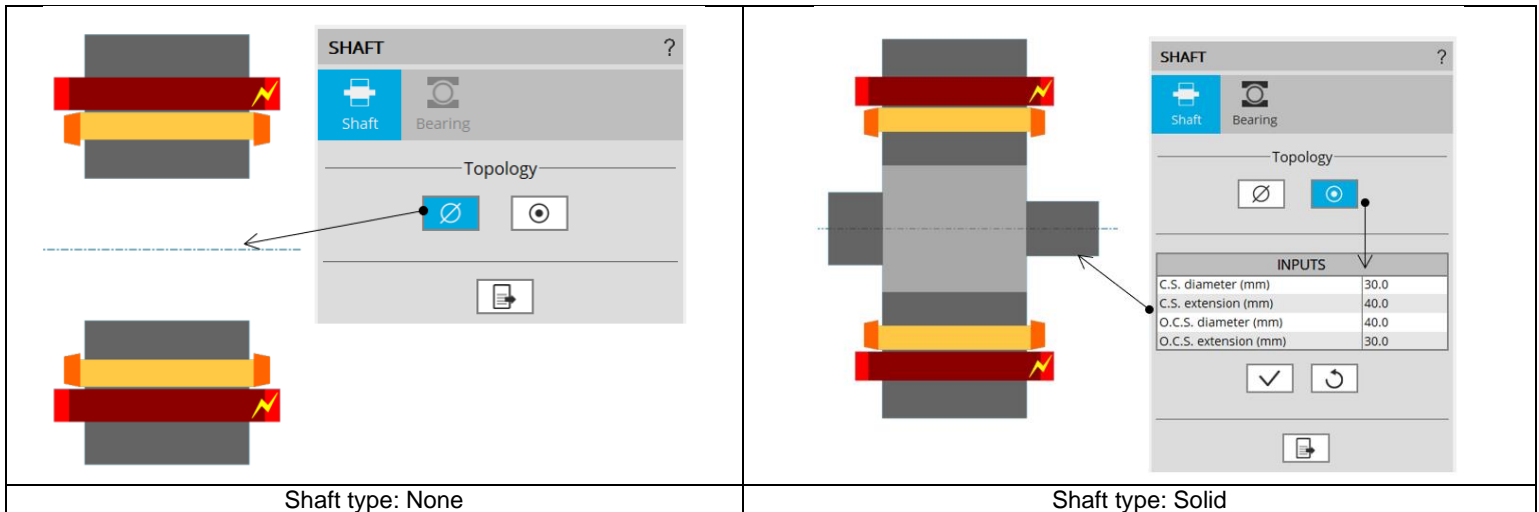 SHAFT ?
Shaft Bearing
Topology
Shaft type: None
SHAFT ?
Shaft Bearing
Topology
INPUTS
C.S. diameter (mm) 30.0
C.S. extension (mm) 40.0
O.C.S. diameter (mm) 40.0
O.C.S. extension (mm) 30.0
Shaft type: Solid